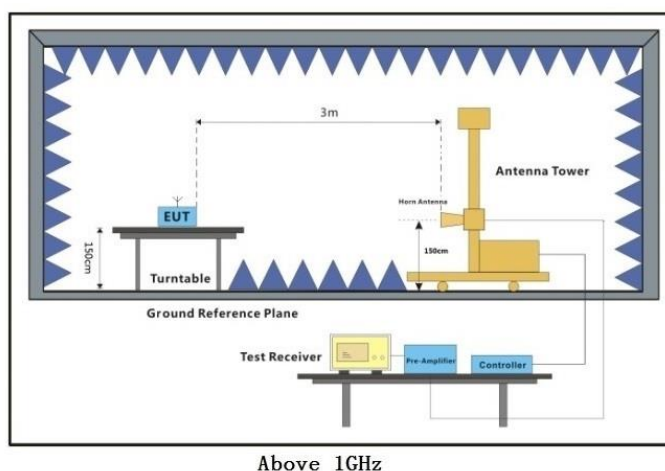 3m
Antenna Tower
Horn Antenna
EUT
150cm
150cm
Turntable
Ground Reference Plane
Test Receiver
Pre-Amplifier
Controller
Above 1GHz